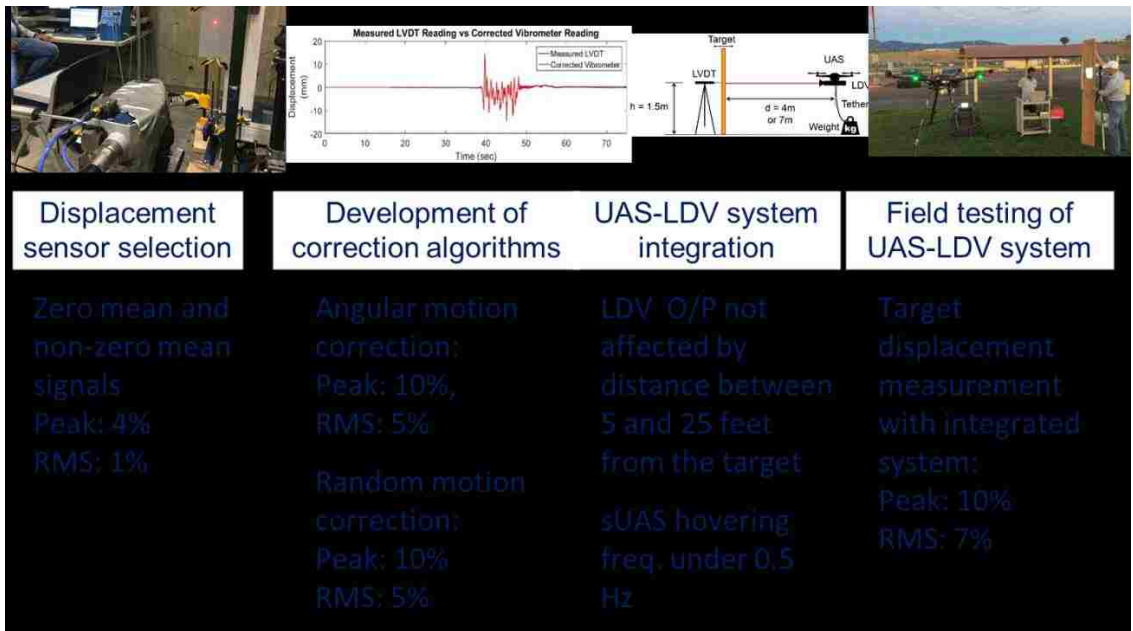 Measured LVDT Reading vs Corrected Vibrometer Reading
Measured LVDT
Corrected Vibrometer
Displacement
(mm)
20
10
0
-10
-20
0 10 20 30 40 50 60 70
Time (sec)
Target
UAS
LVDT
LDV
h = 1.5m
d = 4m
or 7m
Tether
Weight
kg
Displacement
sensor selection
Zero mean and
non-zero mean
signals
Peak: 4%
RMS: 1%
Development of
correction algorithms
Angular motion
correction:
Peak: 10%,
RMS: 5%
Random motion
correction:
Peak: 10%
RMS: 5%
UAS-LDV system
integration
LDV O/P not
affected by
distance between
5 and 25 feet
from the target
sUAS hovering
freq. under 0.5
Hz
Field testing of
UAS-LDV system
Target
displacement
measurement
with integrated
system:
Peak: 10%
RMS: 7%